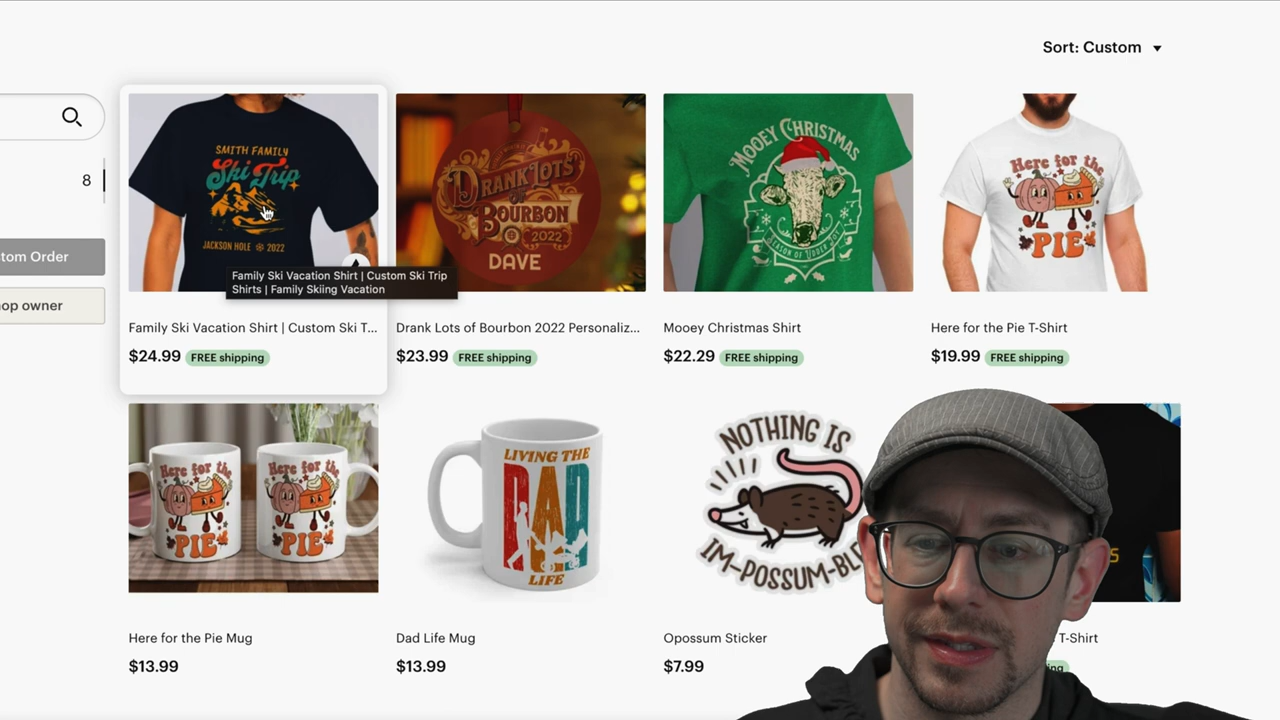 Sort: Custom
8
tom Order
hop owner
SMITH FAMILY
Ski Trip
JACKSON HOLE 2022
Family Ski Vacation Shirt | Custom Ski Trip
Shirts | Family Skiing Vacation
Family Ski Vacation Shirt | Custom Ski T...
$24.99 FREE shipping
DRANK LOTS
OF
BOURBON
2022
DAVE
Drank Lots of Bourbon 2022 Personaliz...
$23.99 FREE shipping
MOOEY CHRISTMAS
SEASON OF UDDER JOY
Mooey Christmas Shirt
$22.29 FREE shipping
Here for the
PIE
Here for the Pie T-Shirt
$19.99 FREE shipping
Here for the
PIE
Here for the
PIE
Here for the Pie Mug
$13.99
LIVING THE
DAD
LIFE
Dad Life Mug
$13.99
NOTHING IS
IM-POSSUM-BL
Opossum Sticker
$7.99
S
T-Shirt